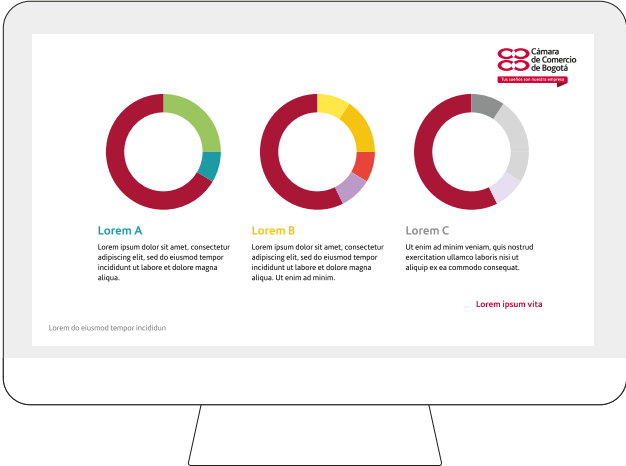 Cámara
de Comercio
de Bogotá
Tus sueños son nuestra empresa
Lorem A
Lorem ipsum dolor sit amet, consectetur
adipiscing elit, sed do eiusmod tempor
incididunt ut labore et dolore magna
aliqua.
Lorem B
Lorem ipsum dolor sit amet, consectetur
adipiscing elit, sed do eiusmod tempor
incididunt ut labore et dolore magna
aliqua. Ut enim ad minim.
Lorem C
Ut enim ad minim veniam, quis nostrud
exercitation ullamco laboris nisi ut
aliquip ex ea commodo consequat.
Lorem ipsum vita
Lorem do eiusmod tempor incididun